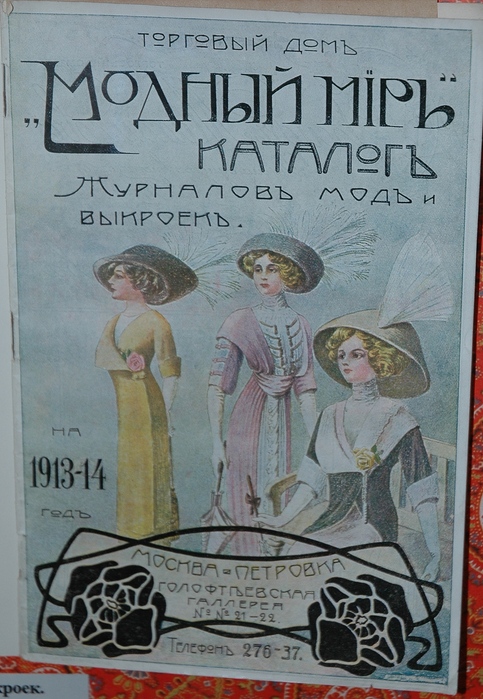 Торговый домъ
„Модный мiръ“
каталогъ
Журналовъ модъ и
выкроекъ.
на
1913-14
годъ
Москва = Петровка
Голофтѣевская
галлерея
№№ 21-22.
Телефонъ 276-37.
кроек.